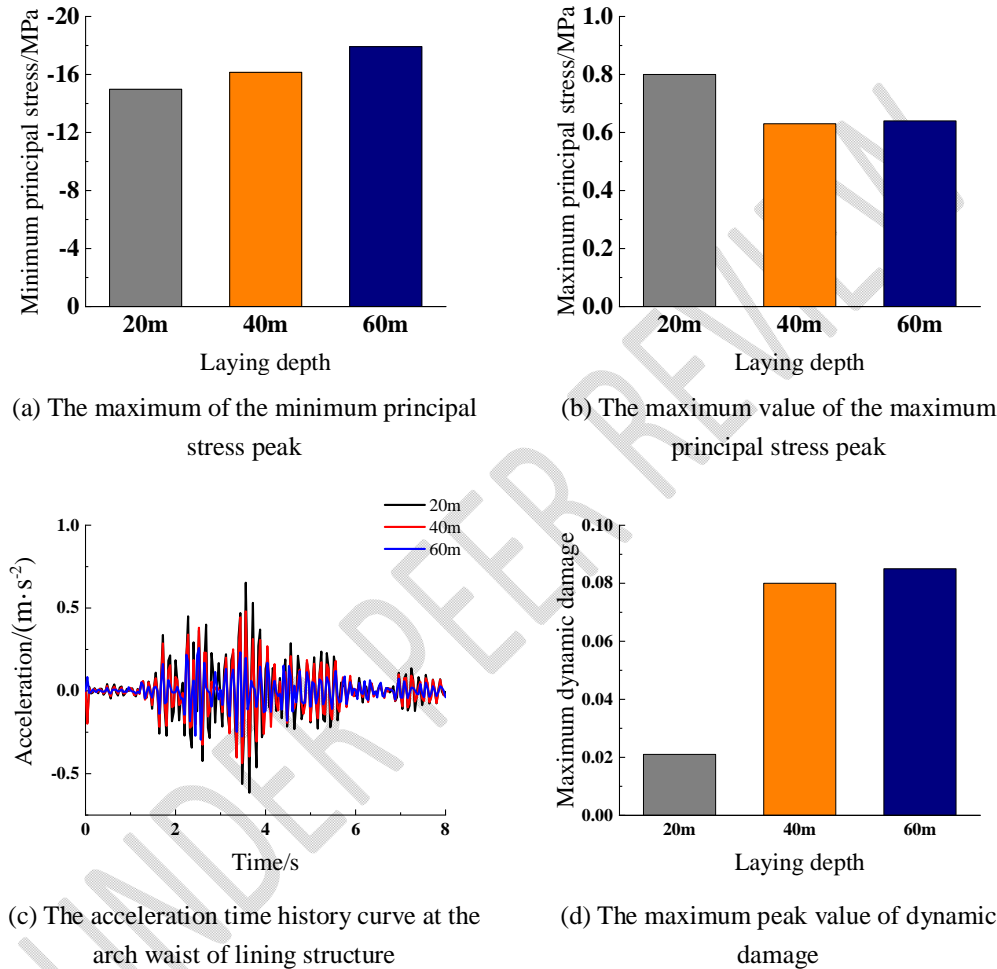 Minimum principal stress/MPa
-20
-16
-12
-8
-4
0
20m
40m
60m
Laying depth
(a) The maximum of the minimum principal
stress peak
Maximum principal stress/MPa
1.0
0.8
0.6
0.4
0.2
0.0
20m
40m
60m
Laying depth
(b) The maximum value of the maximum
principal stress peak
Acceleration/(m·s-2)
1.0
0.5
0.0
-0.5
20m
40m
60m
0
2
4
6
8
Time/s
(c) The acceleration time history curve at the
arch waist of lining structure
Maximum dynamic damage
0.10
0.08
0.06
0.04
0.02
0.00
20m
40m
60m
Laying depth
(d) The maximum peak value of dynamic
damage
UNDER PEER REVIEW